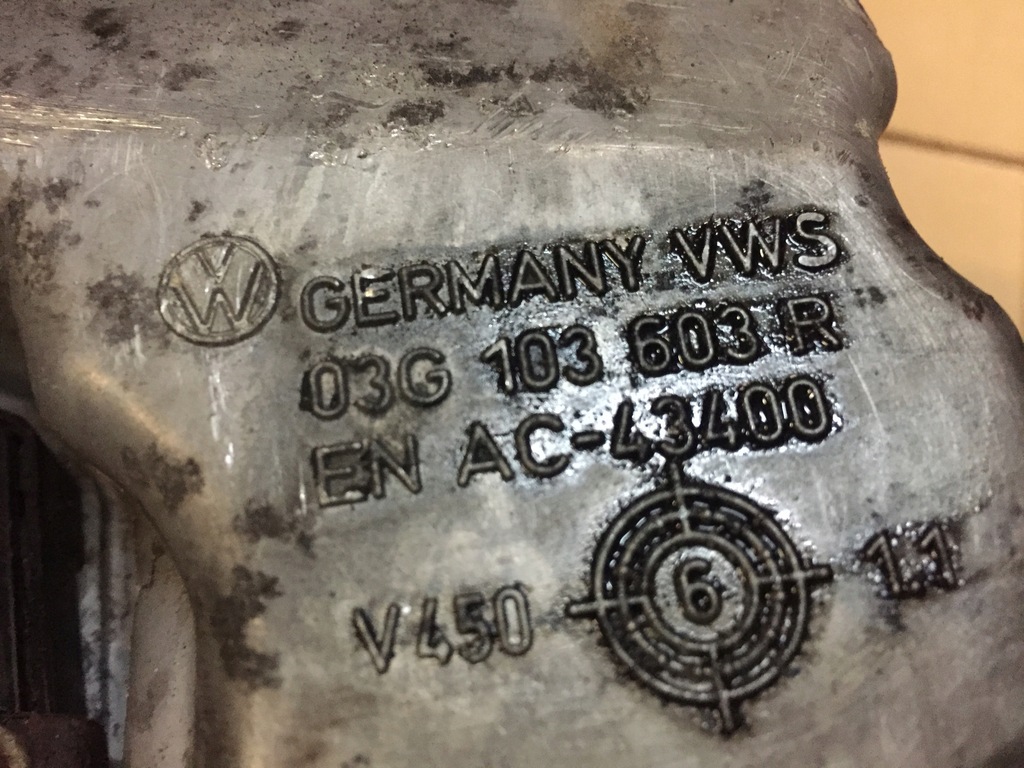 GERMANY VWS
03G 103 603 R
EN AC-43400
V450 6 11